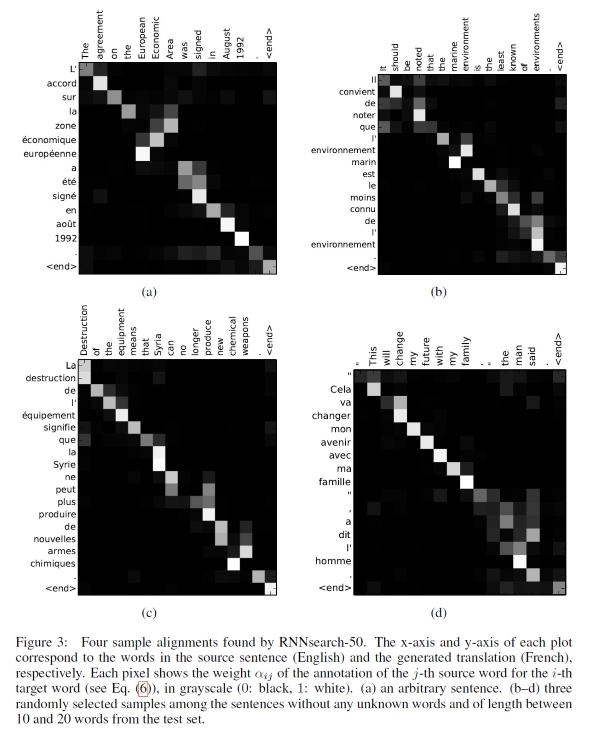 The agreement on the European Economic Area was signed in August 1992 . <end>
L'
accord
sur
la
zone
économique
européenne
a
été
signé
en
août
1992
.
<end>
(a)
It should be noted that the marine environment is the least known of environments . <end>
Il
convient
de
noter
que
l'
environnement
marin
est
le
moins
connu
de
l'
environnement
.
<end>
(b)
Destruction of the equipment means that Syria can no longer produce new chemical weapons . <end>
La
destruction
de
l'
équipement
signifie
que
la
Syrie
ne
peut
plus
produire
de
nouvelles
armes
chimiques
.
<end>
(c)
" This will change my future with my family , " the man said . <end>
"
Cela
va
changer
mon
avenir
avec
ma
famille
"
,
a
dit
l'
homme
.
<end>
(d)
Figure 3: Four sample alignments found by RNNsearch-50. The x-axis and y-axis of each plot
correspond to the words in the source sentence (English) and the generated translation (French),
respectively. Each pixel shows the weight αij of the annotation of the j-th source word for the i-th
target word (see Eq. (6)), in grayscale (0: black, 1: white). (a) an arbitrary sentence. (b–d) three
randomly selected samples among the sentences without any unknown words and of length between
10 and 20 words from the test set.